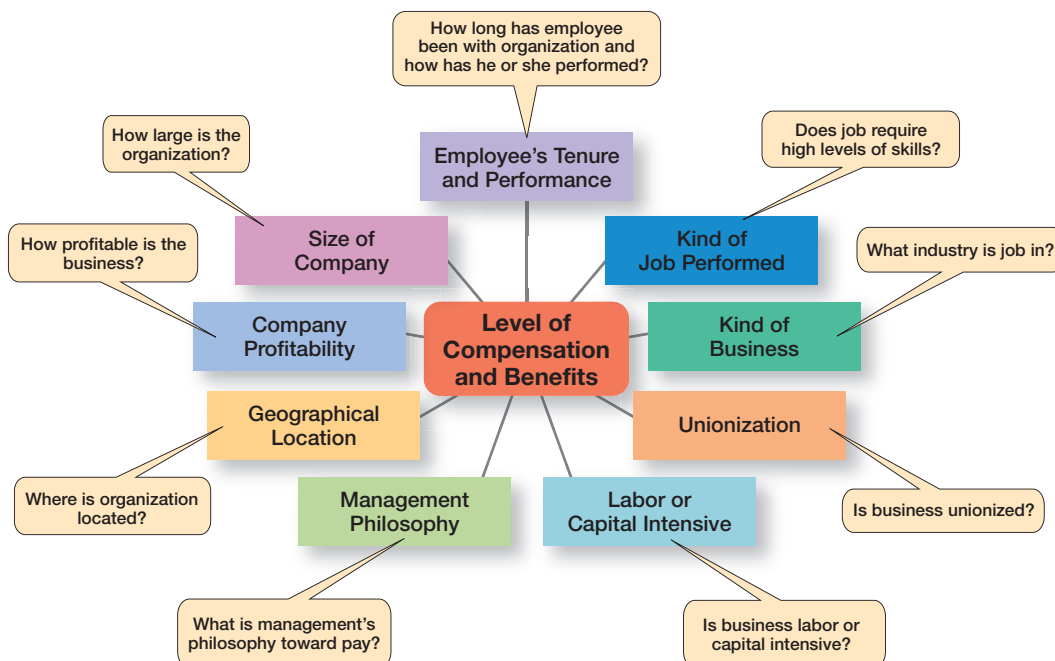 How long has employee
been with organization and
how has he or she performed?
Employee’s Tenure
and Performance
Does job require
high levels of skills?
Kind of
Job Performed
What industry is job in?
Kind of
Business
Unionization
Is business unionized?
Labor or
Capital Intensive
Is business labor or
capital intensive?
Management
Philosophy
What is management’s
philosophy toward pay?
Geographical
Location
Where is organization
located?
Company
Profitability
How profitable is the
business?
Size of
Company
How large is the
organization?
Level of
Compensation
and Benefits